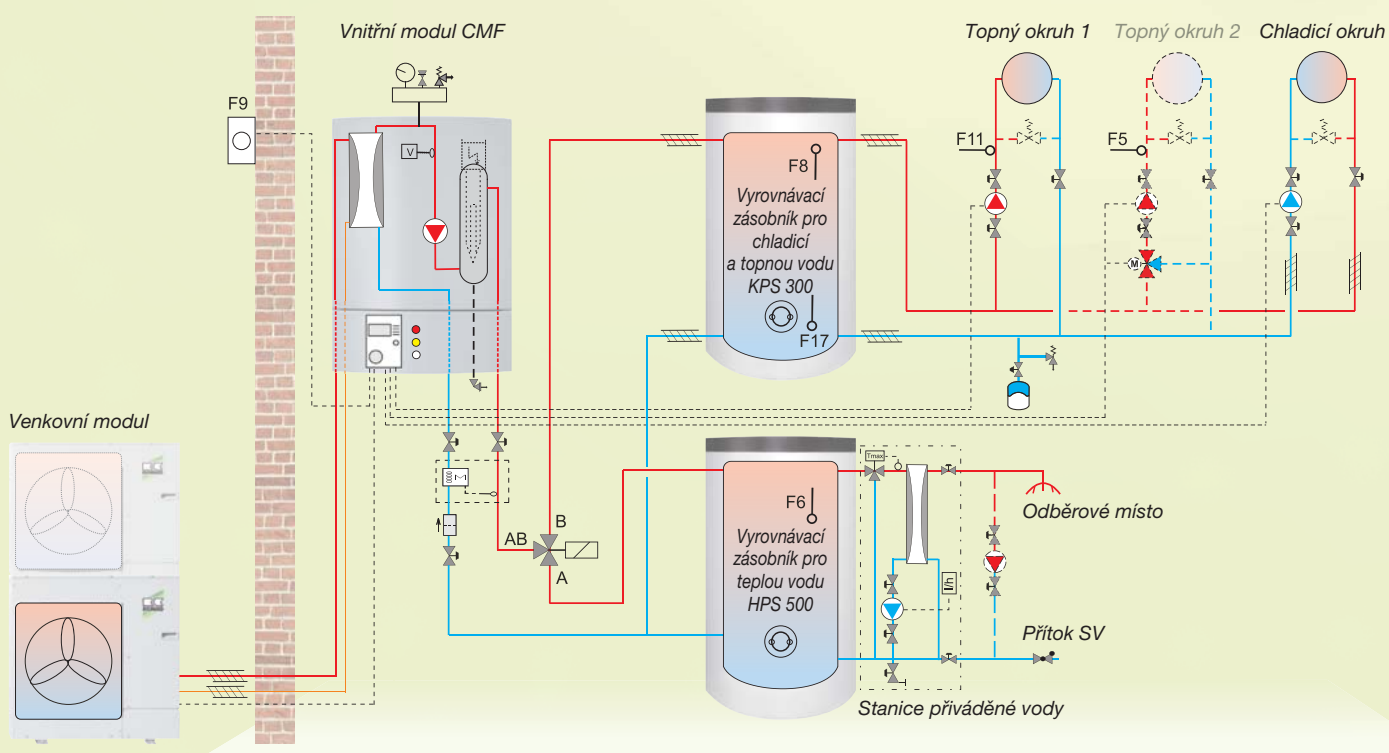 Vnitřní modul CMF
Topný okruh 1
Topný okruh 2
Chladicí okruh
F9
V
F11
F5
F8
Vyrovnávací
zásobník pro
chladicí
a topnou vodu
KPS 300
F17
M
Venkovní modul
Tmax
0000
Σ
F6
B
AB
A
Vyrovnávací
zásobník pro
teplou vodu
HPS 500
l/h
Odběrové místo
Přítok SV
Stanice přiváděné vody